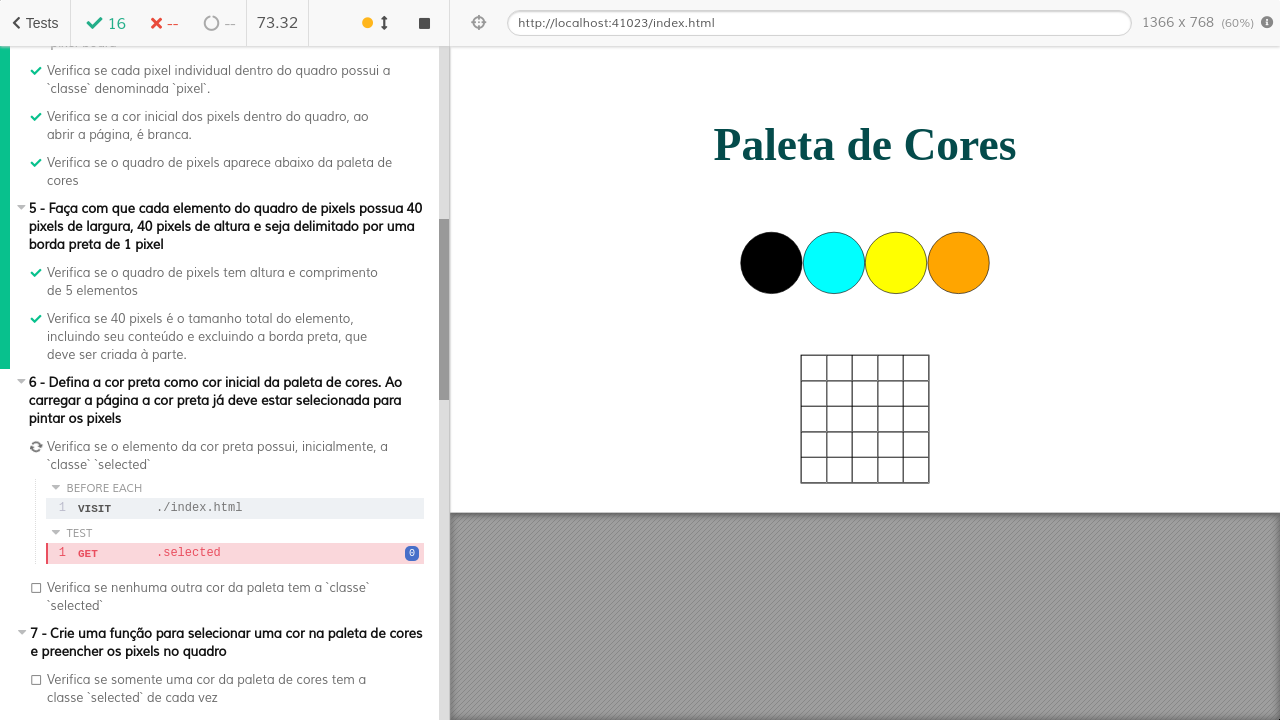 Tests
16
--
--
73.32
http://localhost:41023/index.html
1366 x 768 (60%)
Verifica se cada pixel individual dentro do quadro possui a
`classe` denominada `pixel`.
Verifica se a cor inicial dos pixels dentro do quadro, ao
abrir a página, é branca.
Verifica se o quadro de pixels aparece abaixo da paleta de
cores
5 - Faça com que cada elemento do quadro de pixels possua 40
pixels de largura, 40 pixels de altura e seja delimitado por uma
borda preta de 1 pixel
Verifica se o quadro de pixels tem altura e comprimento
de 5 elementos
Verifica se 40 pixels é o tamanho total do elemento,
incluindo seu conteúdo e excluindo a borda preta, que
deve ser criada à parte.
6 - Defina a cor preta como cor inicial da paleta de cores. Ao
carregar a página a cor preta já deve estar selecionada para
pintar os pixels
Verifica se o elemento da cor preta possui, inicialmente, a
`classe` `selected`
BEFORE EACH
1 VISIT ./index.html
TEST
1 GET .selected 0
Verifica se nenhuma outra cor da paleta tem a `classe`
`selected`
7 - Crie uma função para selecionar uma cor na paleta de cores
e preencher os pixels no quadro
Verifica se somente uma cor da paleta de cores tem a
classe `selected` de cada vez
Paleta de Cores